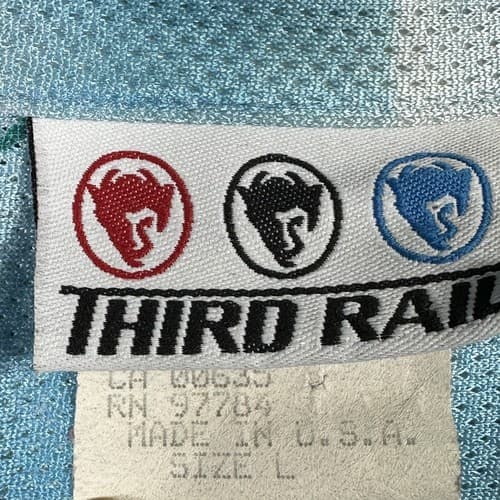 THIRD RAIL
CA 00635
RN 97784
MADE IN U.S.A.
SIZE L